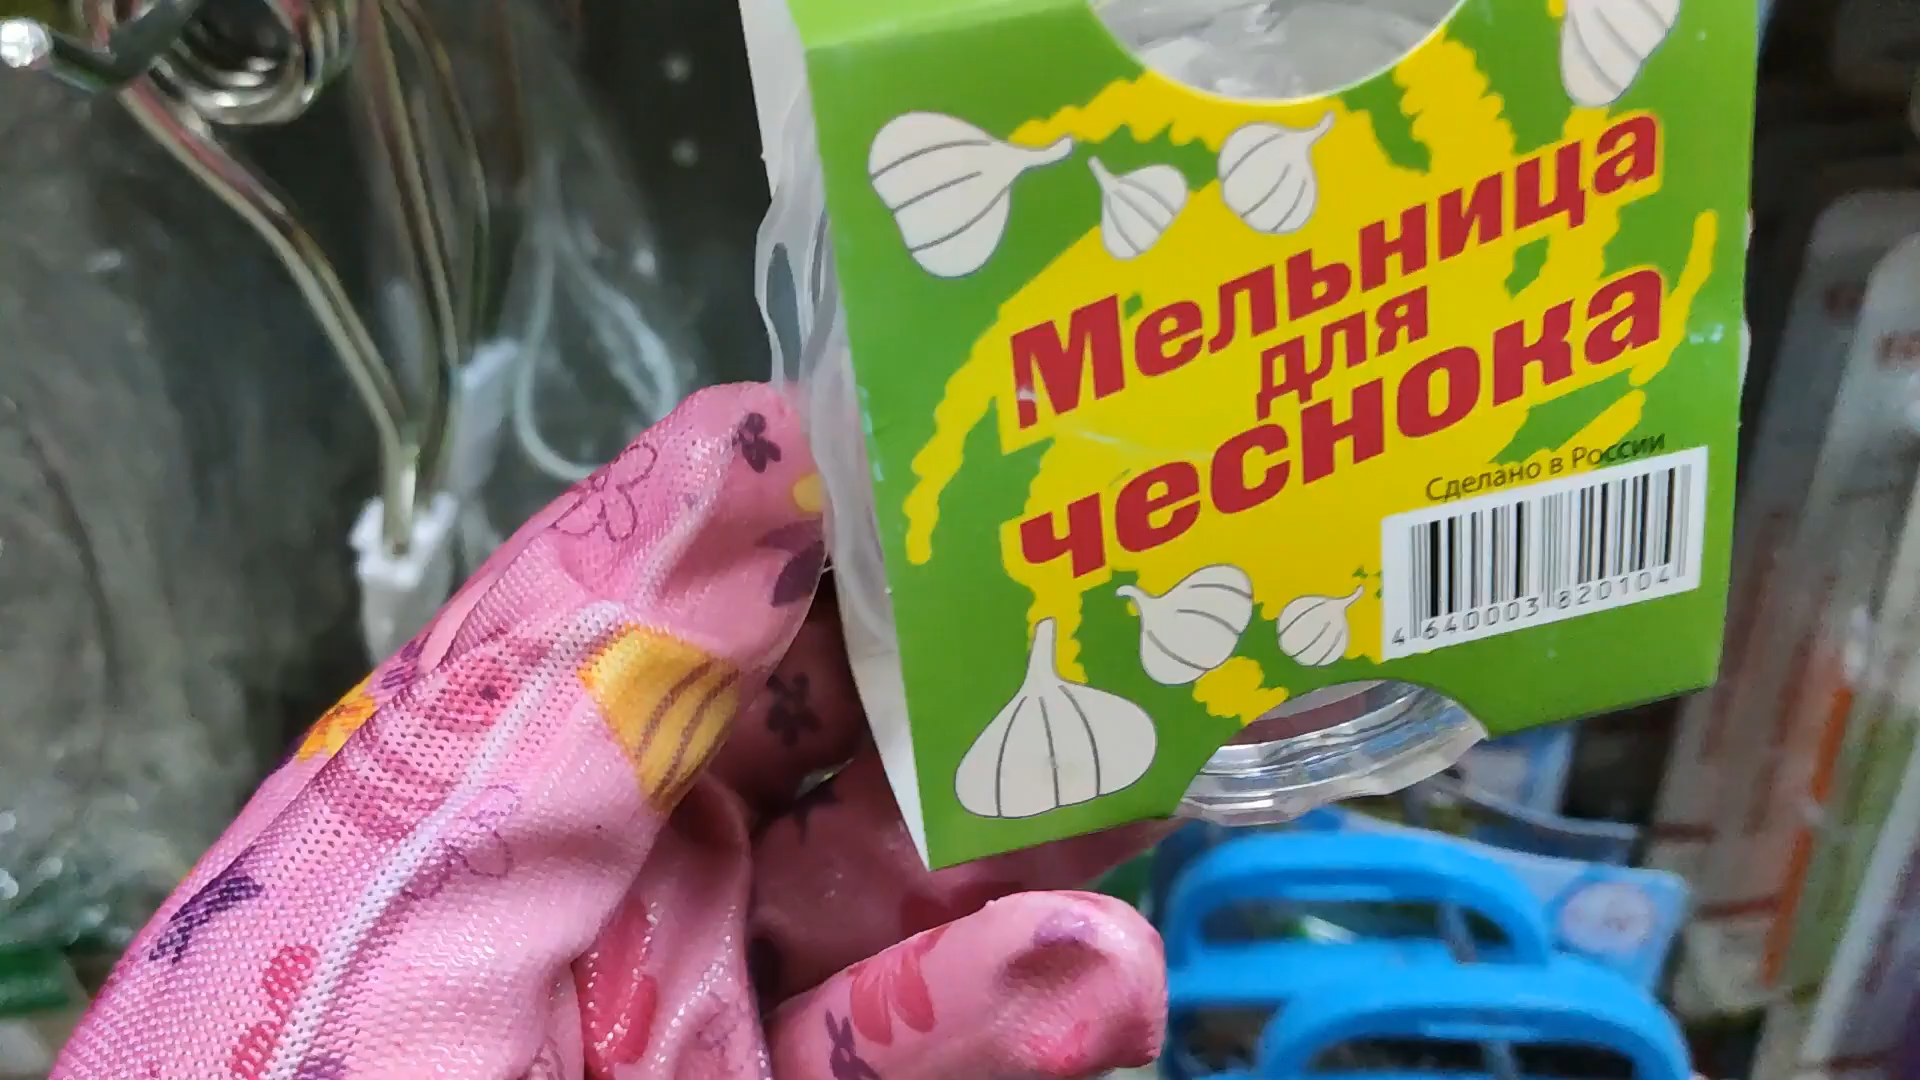 Мельница
для
чеснока
Сделано в России
4 640003 820104